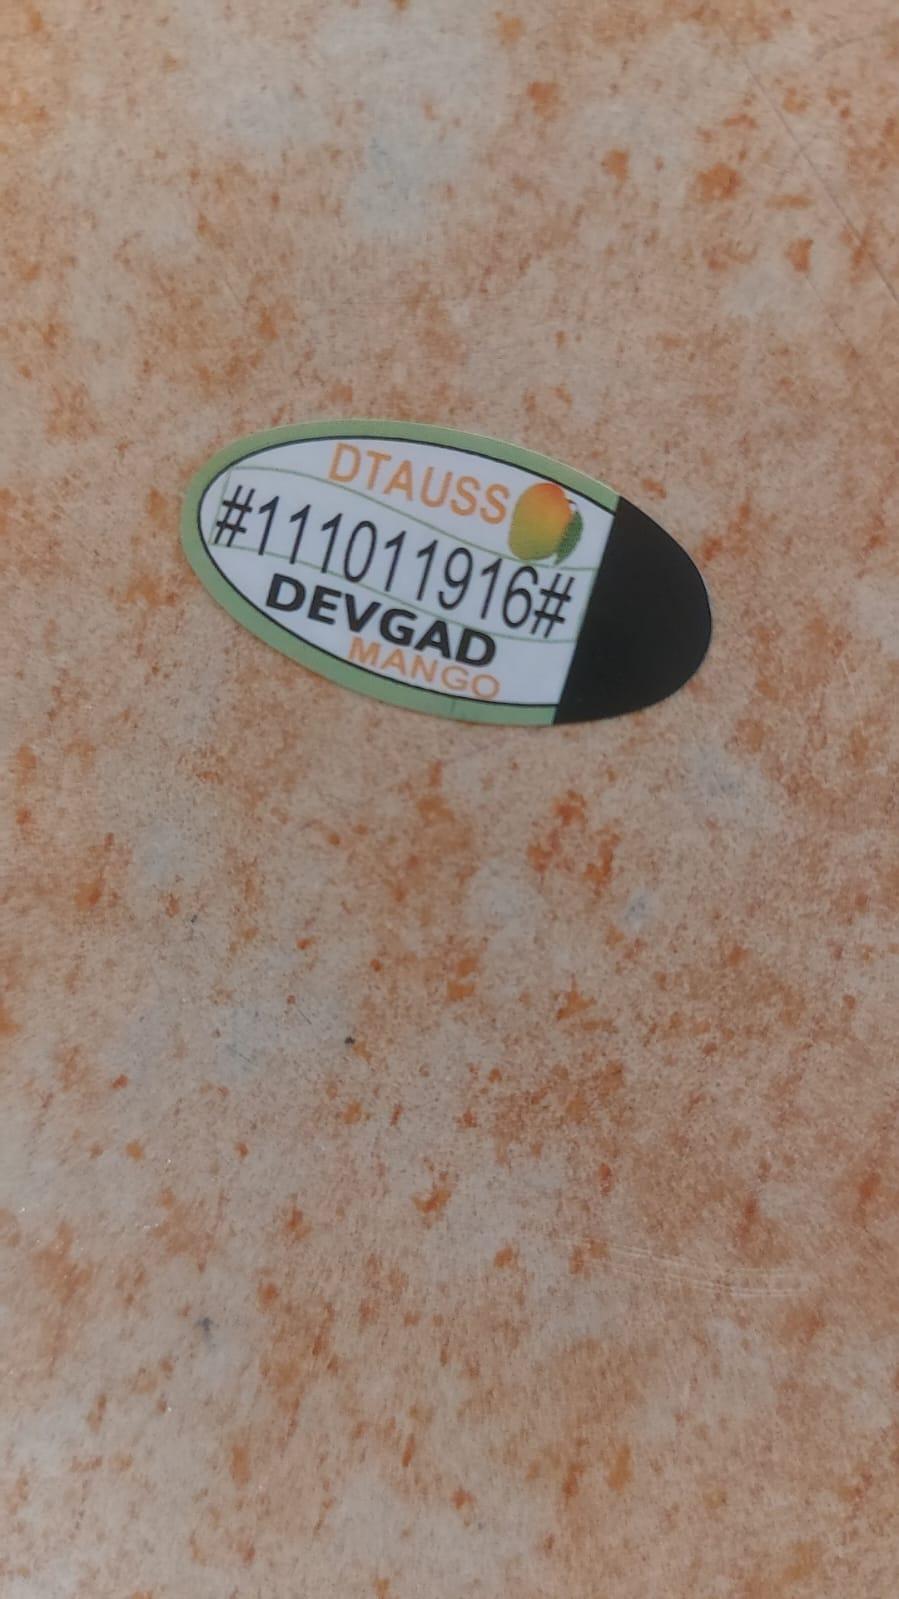 DTAUSS
#111011916#
DEVGAD
MANGO